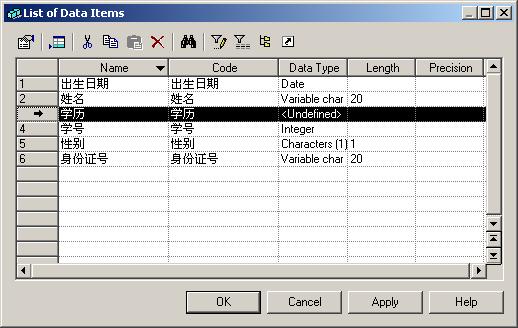 List of Data Items
Name Code Data Type Length Precision
1 出生日期 出生日期 Date
2 姓名 姓名 Variable char 20
学历 学历 <Undefined>
4 学号 学号 Integer
5 性别 性别 Characters (1) 1
6 身份证号 身份证号 Variable char 20
OK Cancel Apply Help